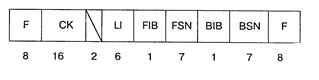 F CK LI FIB FSN BIB BSN F
8 16 2 6 1 7 1 7 8